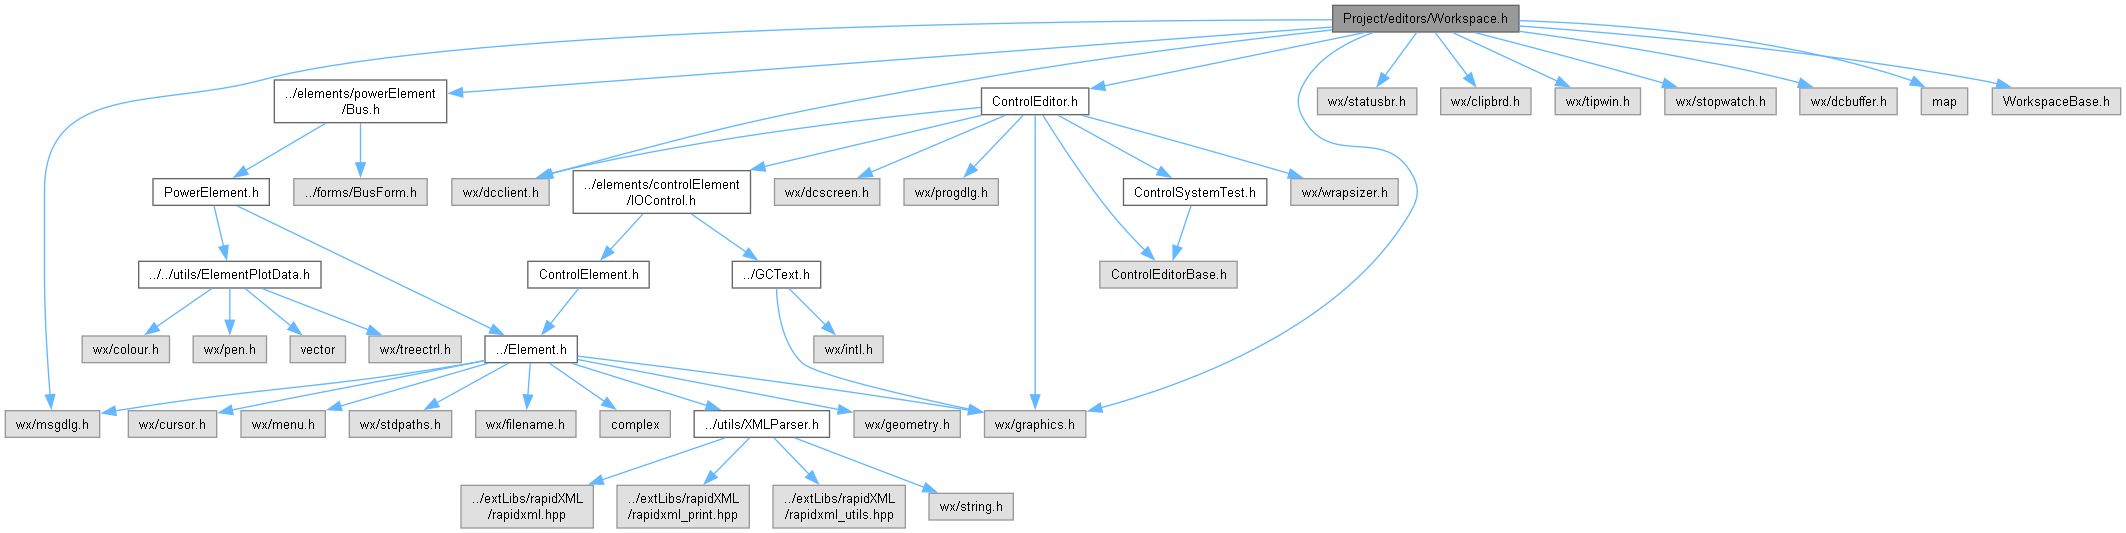 Project/editors/Workspace.h
../elements/powerElement
/Bus.h
ControlEditor.h
wx/statusbr.h
wx/clipbrd.h
wx/tipwin.h
wx/stopwatch.h
wx/dcbuffer.h
map
WorkspaceBase.h
PowerElement.h
../forms/BusForm.h
wx/dcclient.h
../elements/controlElement
/IOControl.h
wx/dcscreen.h
wx/progdlg.h
ControlSystemTest.h
wx/wrapsizer.h
../../utils/ElementPlotData.h
ControlElement.h
../GCText.h
ControlEditorBase.h
wx/colour.h
wx/pen.h
vector
wx/treectrl.h
../Element.h
wx/intl.h
wx/msgdlg.h
wx/cursor.h
wx/menu.h
wx/stdpaths.h
wx/filename.h
complex
../utils/XMLParser.h
wx/geometry.h
wx/graphics.h
../extLibs/rapidXML
/rapidxml.hpp
../extLibs/rapidXML
/rapidxml_print.hpp
../extLibs/rapidXML
/rapidxml_utils.hpp
wx/string.h